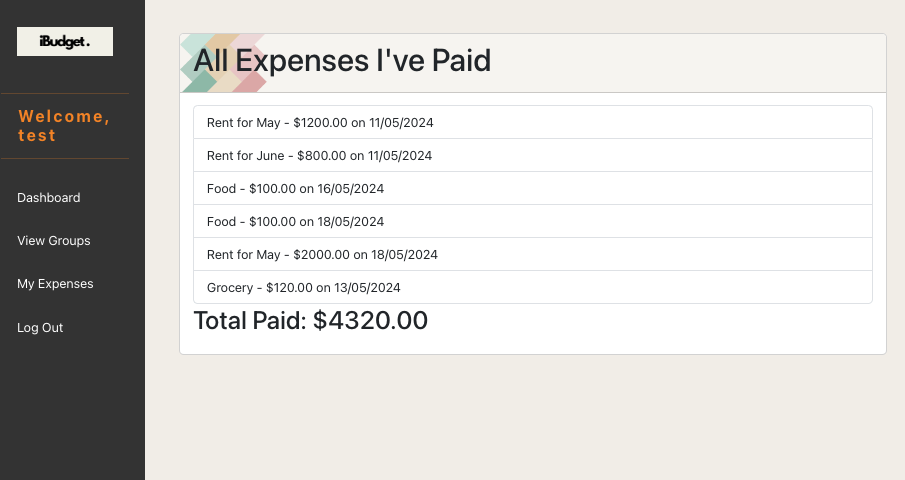 iBudget.
Welcome,
test
Dashboard
View Groups
My Expenses
Log Out
All Expenses I've Paid
Rent for May - $1200.00 on 11/05/2024
Rent for June - $800.00 on 11/05/2024
Food - $100.00 on 16/05/2024
Food - $100.00 on 18/05/2024
Rent for May - $2000.00 on 18/05/2024
Grocery - $120.00 on 13/05/2024
Total Paid: $4320.00